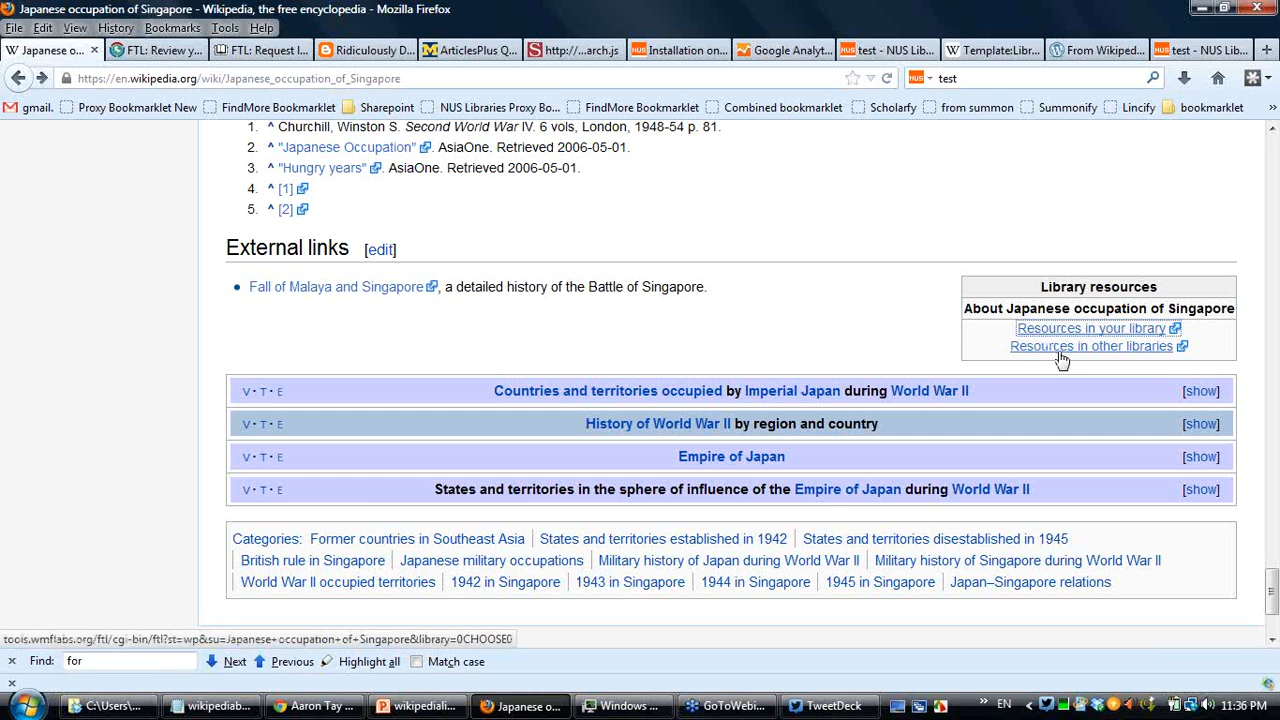 Japanese occupation of Singapore - Wikipedia, the free encyclopedia - Mozilla Firefox
File Edit View History Bookmarks Tools Help
Japanese o... FTL: Review y... FTL: Request I... Ridiculously D... ArticlesPlus Q... http://...arch.js Installation on... Google Analyt... test - NUS Lib... Template:Libr... From Wikiped... test - NUS Lib...
https://en.wikipedia.org/wiki/Japanese_occupation_of_Singapore test
gmail. Proxy Bookmarklet New FindMore Bookmarklet Sharepoint NUS Libraries Proxy Boo... FindMore Bookmarklet Combined bookmarklet Scholarfy from summon Summonify Lincify bookmarklet
1. ^ Churchill, Winston S. Second World War IV. 6 vols, London, 1948-54 p. 81.
2. ^ "Japanese Occupation". AsiaOne. Retrieved 2006-05-01.
3. ^ "Hungry years". AsiaOne. Retrieved 2006-05-01.
4. ^ [1]
5. ^ [2]
External links [edit]
• Fall of Malaya and Singapore, a detailed history of the Battle of Singapore.
Library resources
About Japanese occupation of Singapore
Resources in your library
Resources in other libraries
V · T · E Countries and territories occupied by Imperial Japan during World War II [show]
V · T · E History of World War II by region and country [show]
V · T · E Empire of Japan [show]
V · T · E States and territories in the sphere of influence of the Empire of Japan during World War II [show]
Categories: Former countries in Southeast Asia | States and territories established in 1942 | States and territories disestablished in 1945
British rule in Singapore | Japanese military occupations | Military history of Japan during World War II | Military history of Singapore during World War II
World War II occupied territories | 1942 in Singapore | 1943 in Singapore | 1944 in Singapore | 1945 in Singapore | Japan–Singapore relations
tools.wmflabs.org/ftl/cgi-bin/ftl?st=wp&su=Japanese+occupation+of+Singapore&library=0CHOOSE0
Find: for Next Previous Highlight all Match case
C:\Users\... wikipediab... Aaron Tay ... wikipediali... Japanese o... Windows ... GoToWebi... TweetDeck EN 11:36 PM